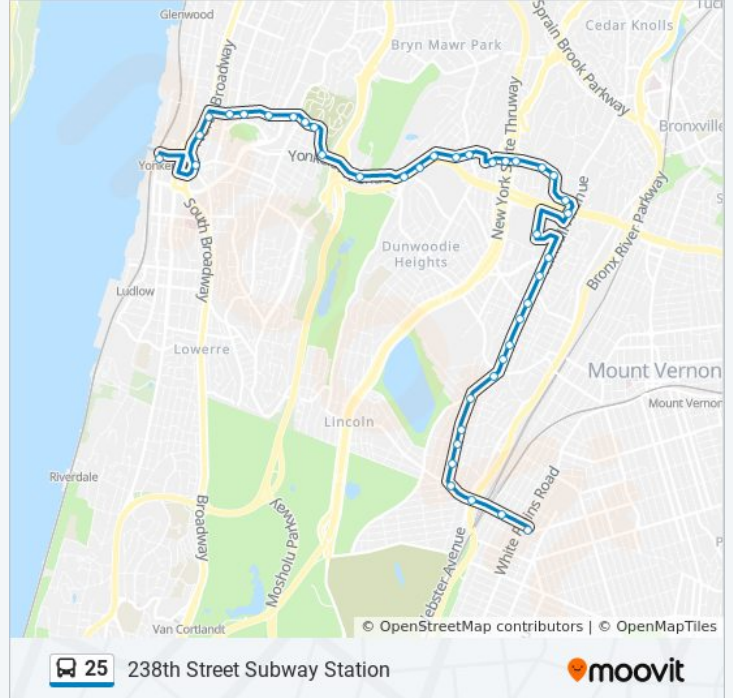 Glenwood
Cedar Knolls
Bryn Mawr Park
Sprain Brook Parkway
Broadway
New York State Thruway
Bronxville
Yonkers
South Broadway
Dunwoodie
Heights
Bronx River Parkway
Ludlow
Lowerre
Mount Vernon
Mount Vernon
Lincoln
Riverdale
Broadway
Mosholu Parkway
White Plains Road
Webster Avenue
Van Cortlandt
© OpenStreetMap contributors | © OpenMapTiles
25 238th Street Subway Station
moovit